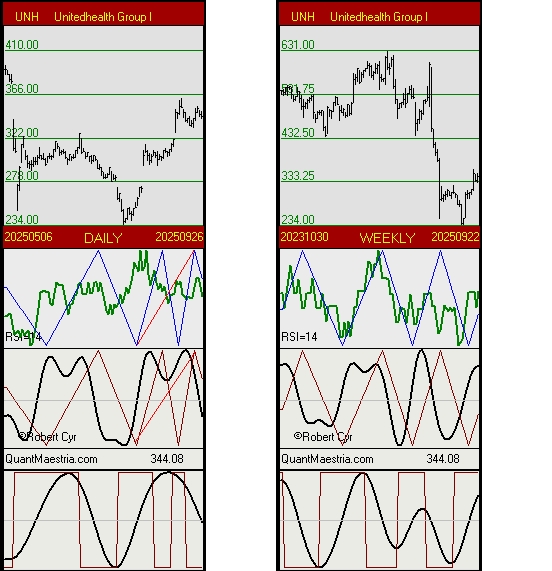 UNH Unitedhealth Group I
410.00
366.00
322.00
278.00
234.00
20250506 DAILY 20250926
RSI=14
©Robert Cyr
QuantMaestria.com 344.08
UNH Unitedhealth Group I
631.00
531.75
432.50
333.25
234.00
20231030 WEEKLY 20250922
RSI=14
©Robert Cyr
QuantMaestria.com 344.08